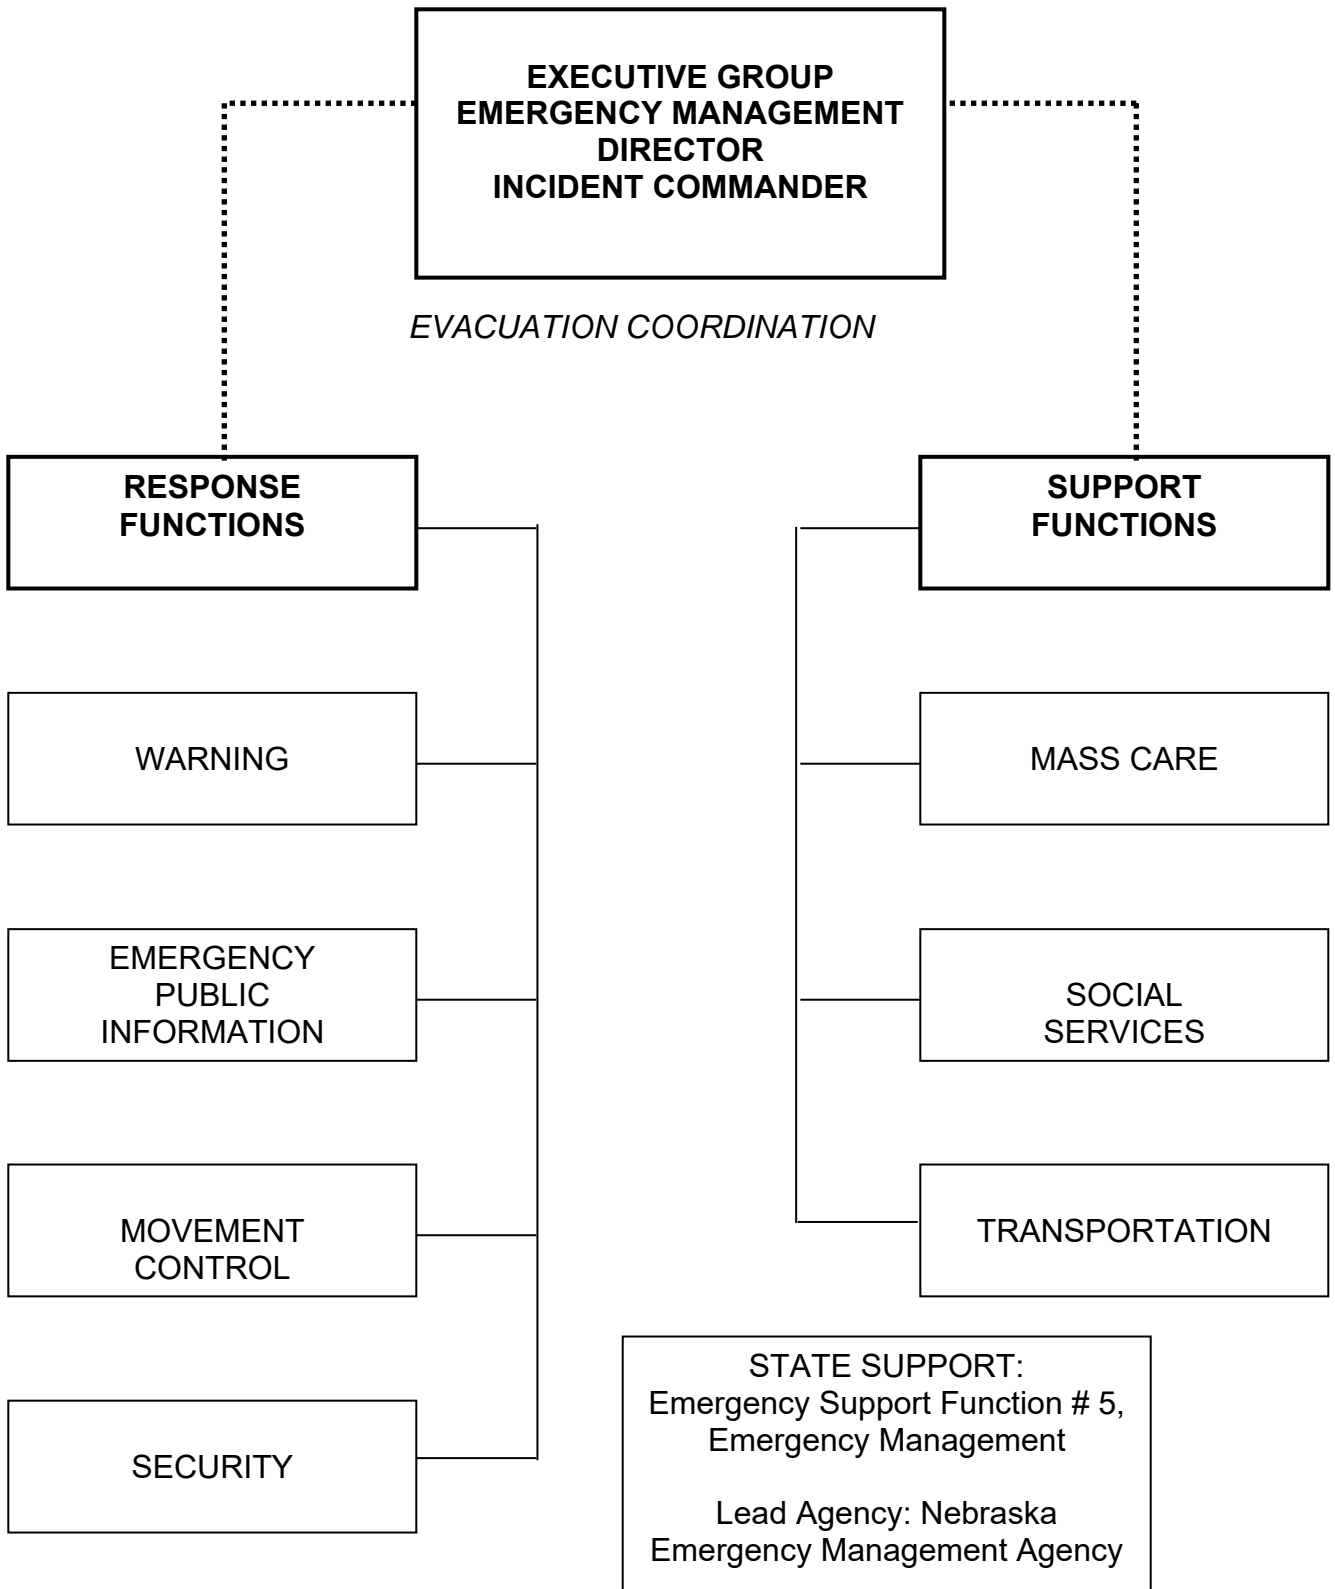 EXECUTIVE GROUP
EMERGENCY MANAGEMENT
DIRECTOR
INCIDENT COMMANDER
EVACUATION COORDINATION
RESPONSE
FUNCTIONS
SUPPORT
FUNCTIONS
WARNING
MASS CARE
EMERGENCY
PUBLIC
INFORMATION
SOCIAL
SERVICES
MOVEMENT
CONTROL
TRANSPORTATION
SECURITY
STATE SUPPORT:
Emergency Support Function # 5,
Emergency Management
Lead Agency: Nebraska
Emergency Management Agency